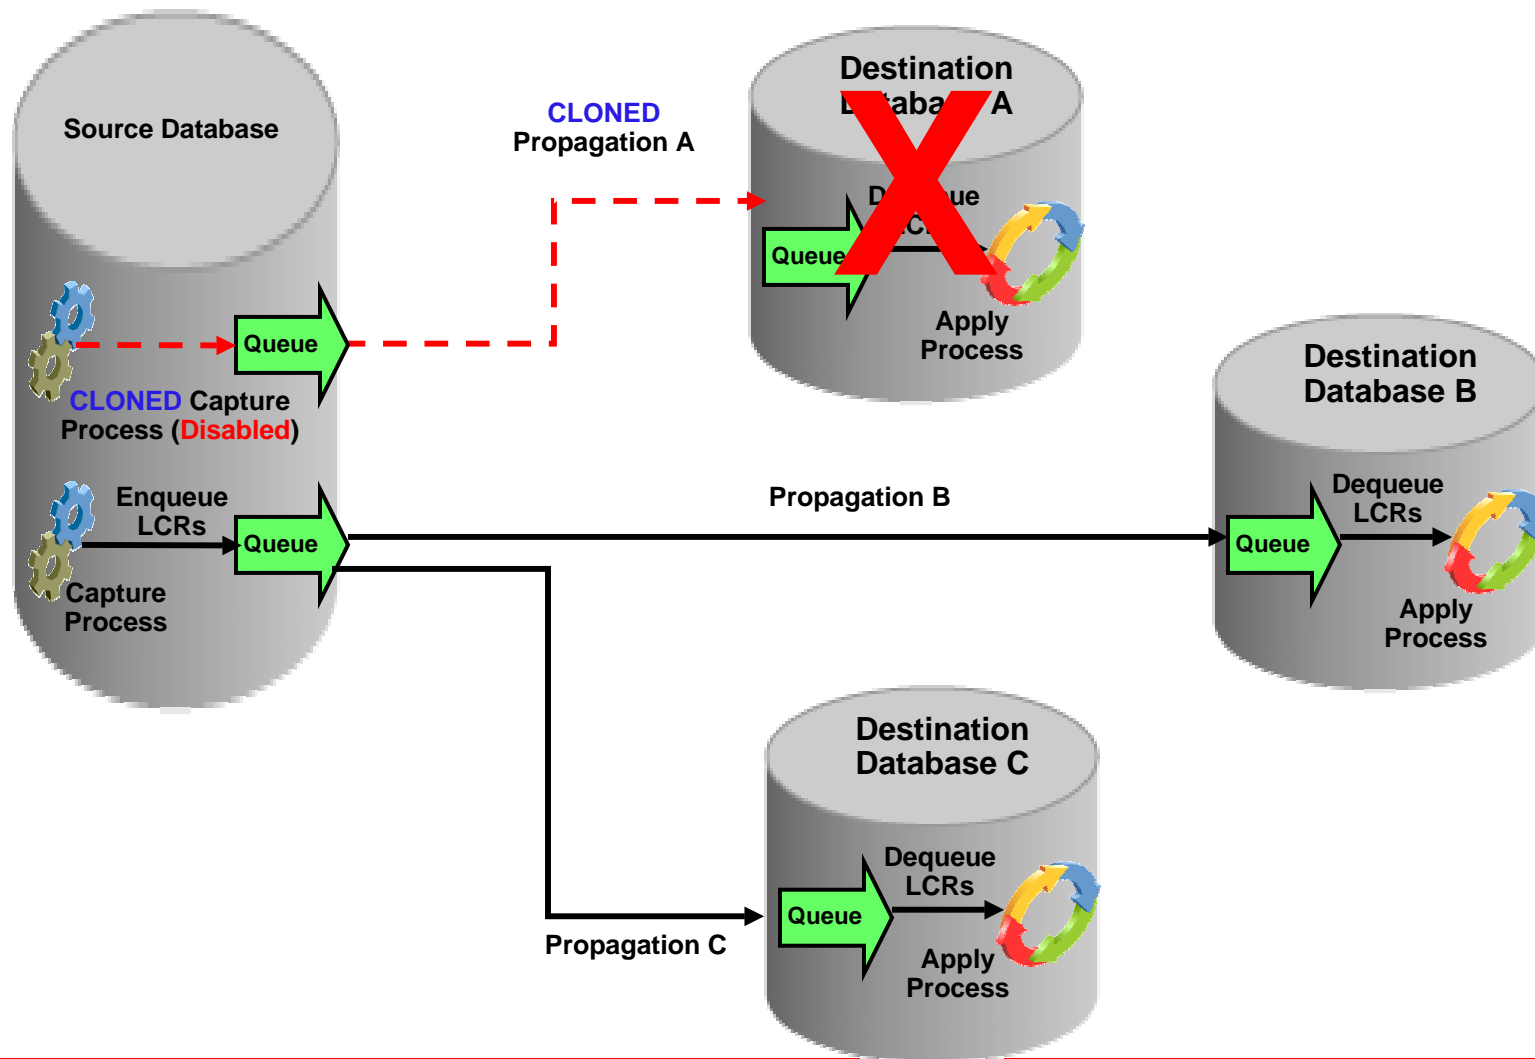 Source Database
CLONED
Propagation A
Destination
A
Queue
Apply
Process
Queue
CLONED Capture
Process (Disabled)
Enqueue
LCRs
Queue
Capture
Process
Propagation B
Destination
Database B
Dequeue
LCRs
Queue
Apply
Process
Propagation C
Destination
Database C
Dequeue
LCRs
Queue
Apply
Process